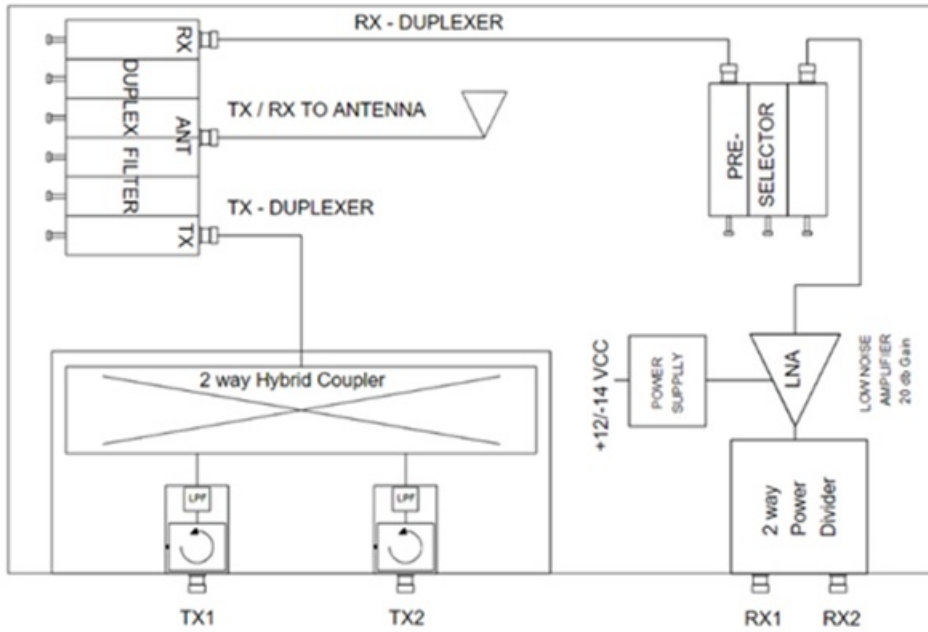 RX - DUPLEXER
RX
DUPLEX FILTER
ANT
TX
TX / RX TO ANTENNA
TX - DUPLEXER
PRE-
SELECTOR
2 way Hybrid Coupler
LPF
LPF
+12/-14 VCC
POWER
SUPPLLY
LNA
LOW NOISE
AMPLIFIER
20 db Gain
2 way
Power
Divider
TX1
TX2
RX1
RX2